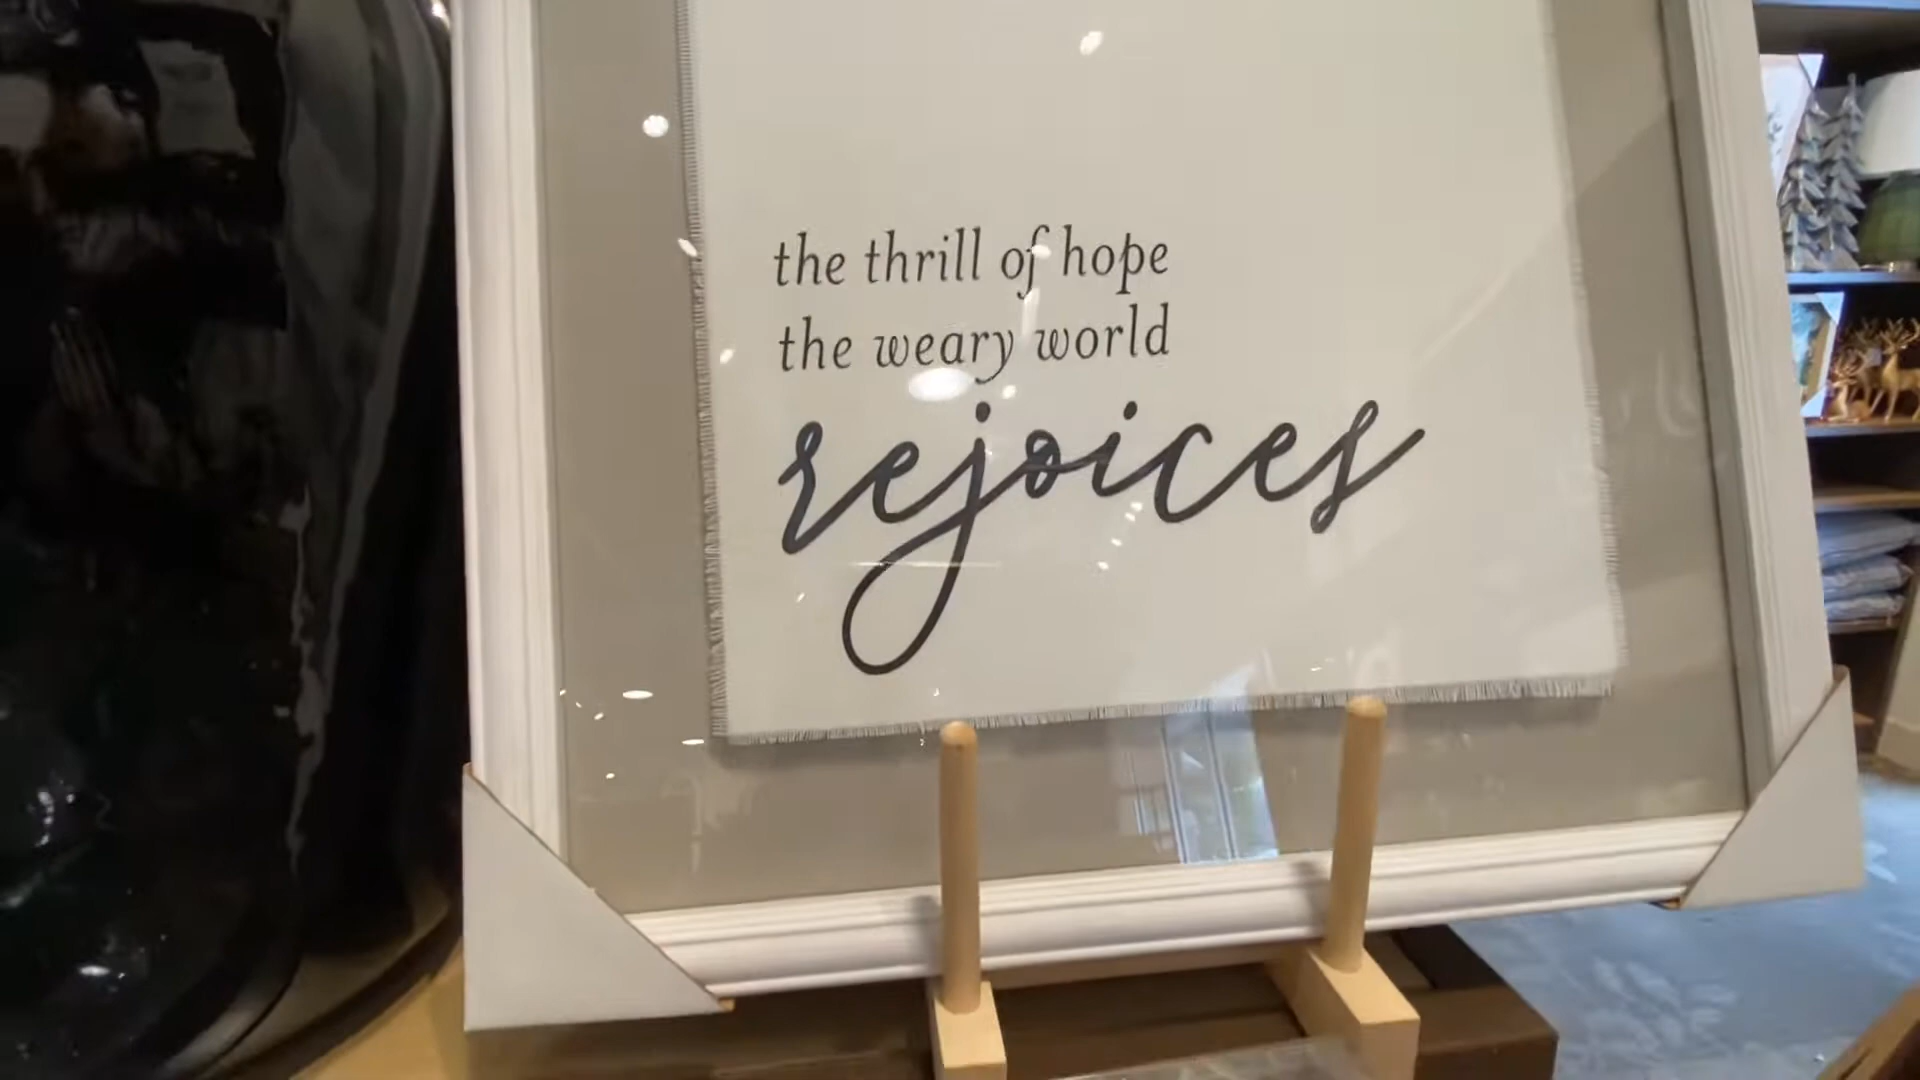 the thrill of hope
the weary world
rejoices